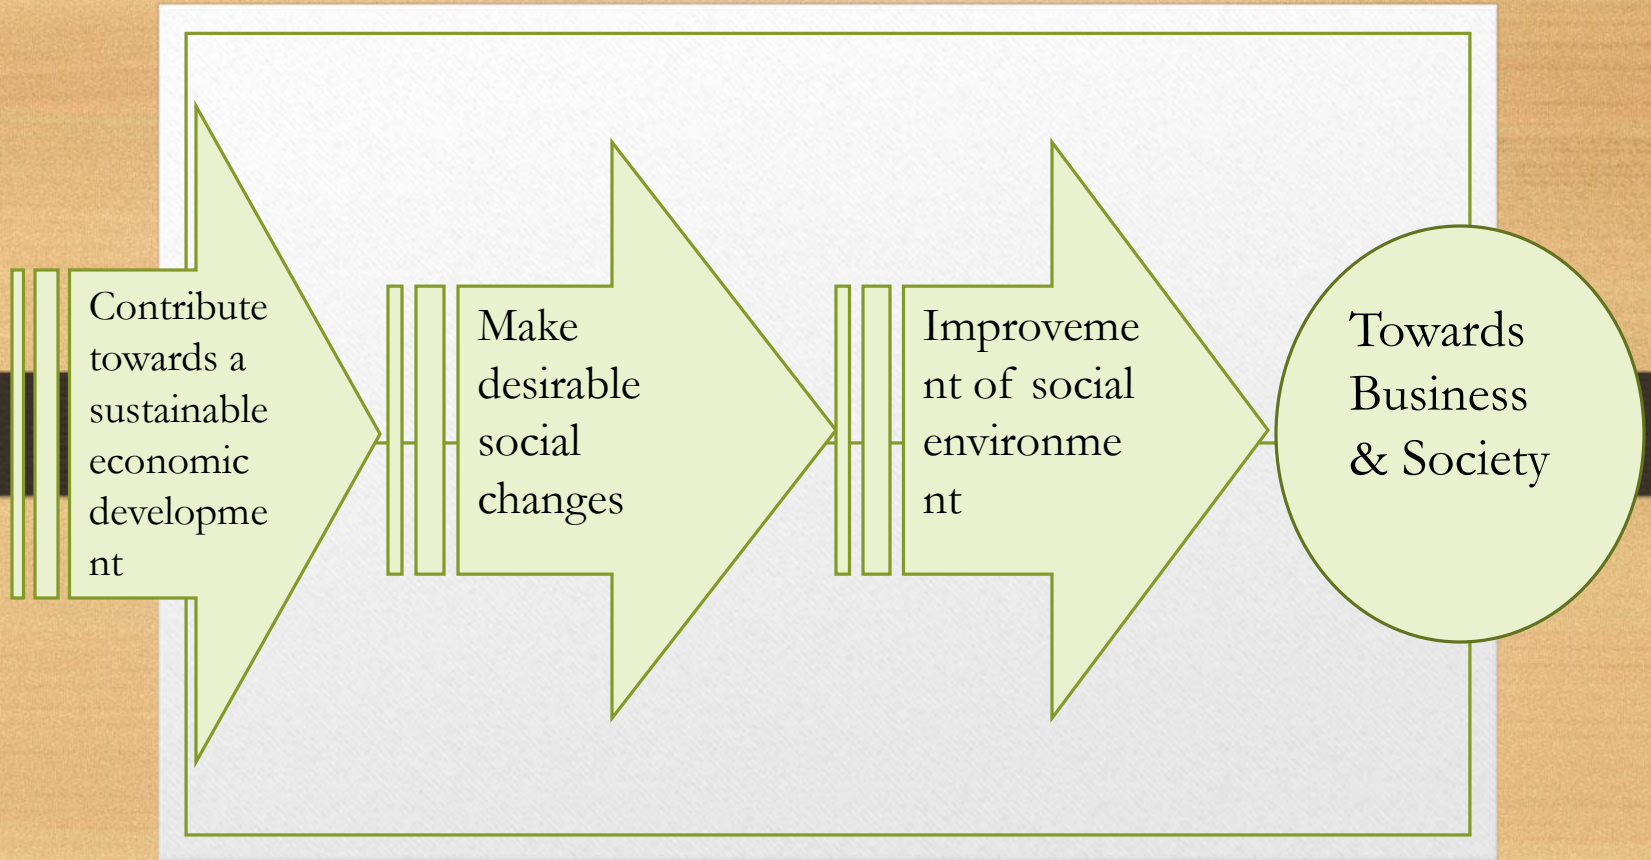 Contribute
towards a
sustainable
economic
developme
nt
Make
desirable
social
changes
Improveme
nt of social
environme
nt
Towards
Business
& Society